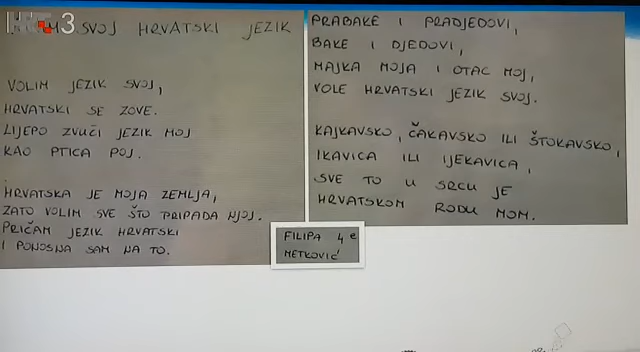 3
SVOJ HRVATSKI JEZIK
VOLIM JEZIK SVOJ,
HRVATSKI SE ZOVE.
LIJEPO ZVUČI JEZIK MOJ
KAO PTICA POJ.
HRVATSKA JE MOJA ZEMLJA,
ZATO VOLIM SVE ŠTO PRIPADA NJOJ.
PRIČAM JEZIK HRVATSKI
I PONOSNA SAM NA TO.
PRABAKE I PRADJEDOVI,
BAKE I DJEDOVI,
MAJKA MOJA I OTAC MOJ,
VOLE HRVATSKI JEZIK SVOJ.
KAJKAVSKO, ČAKAVSKO ILI ŠTOKAVSKO,
IKAVICA ILI IJEKAVICA,
SVE TO U SRCU JE
HRVATSKOM RODU MOM.
FILIPA 4 e
METKOVIĆ